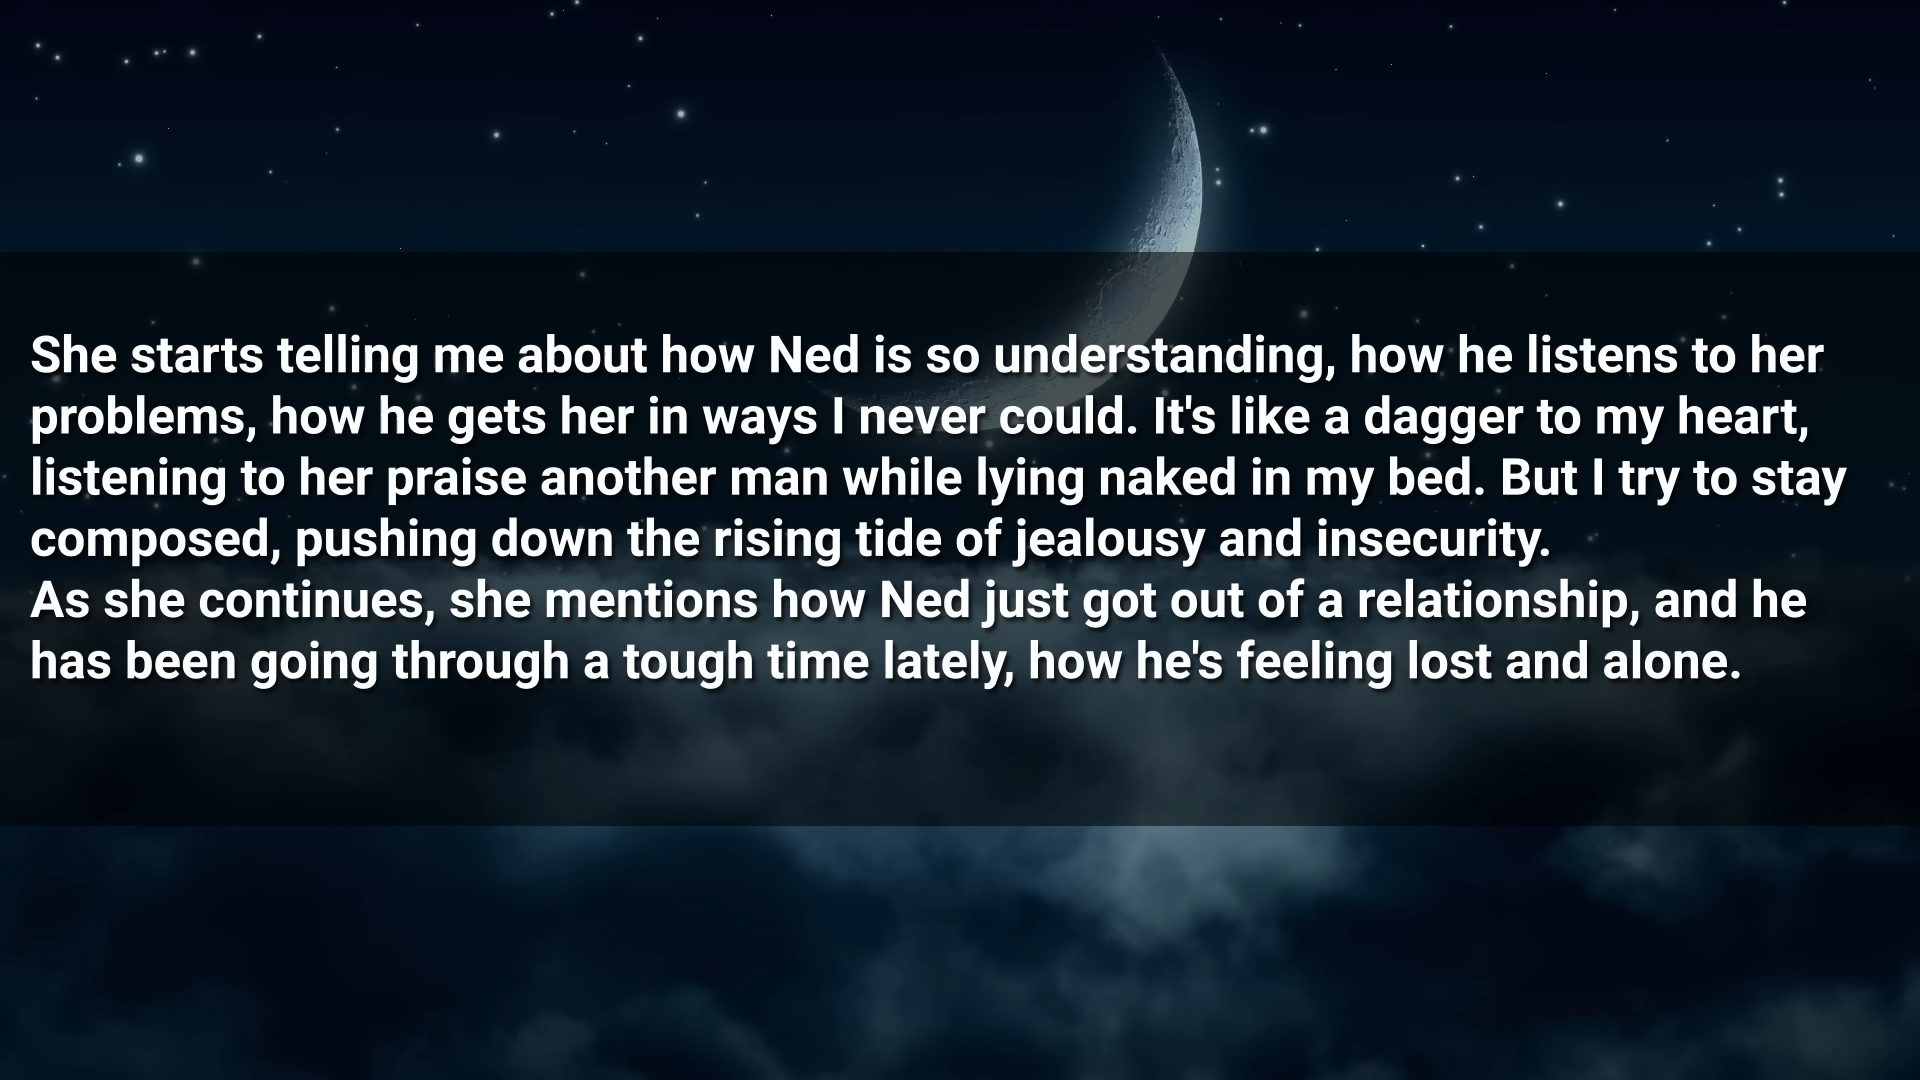 She starts telling me about how Ned is so understanding, how he listens to her
problems, how he gets her in ways I never could. It's like a dagger to my heart,
listening to her praise another man while lying naked in my bed. But I try to stay
composed, pushing down the rising tide of jealousy and insecurity.
As she continues, she mentions how Ned just got out of a relationship, and he
has been going through a tough time lately, how he's feeling lost and alone.